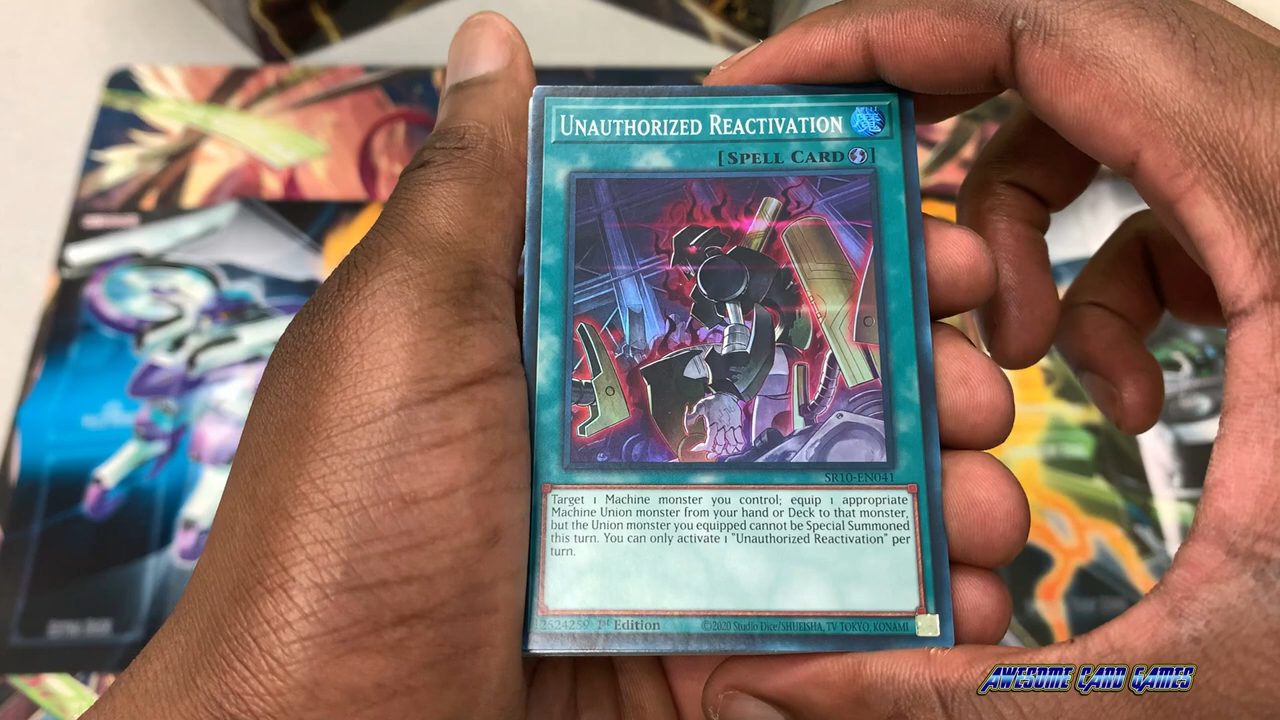 UNAUTHORIZED REACTIVATION
SPELL
魔
[SPELL CARD]
SR10-EN041
Target 1 Machine monster you control; equip 1 appropriate
Machine Union monster from your hand or Deck to that monster,
but the Union monster you equipped cannot be Special Summoned
this turn. You can only activate 1 "Unauthorized Reactivation" per
turn.
2524259 1st Edition ©2020 Studio Dice/SHUEISHA, TV TOKYO, KONAMI
AWESOME CARD GAMES